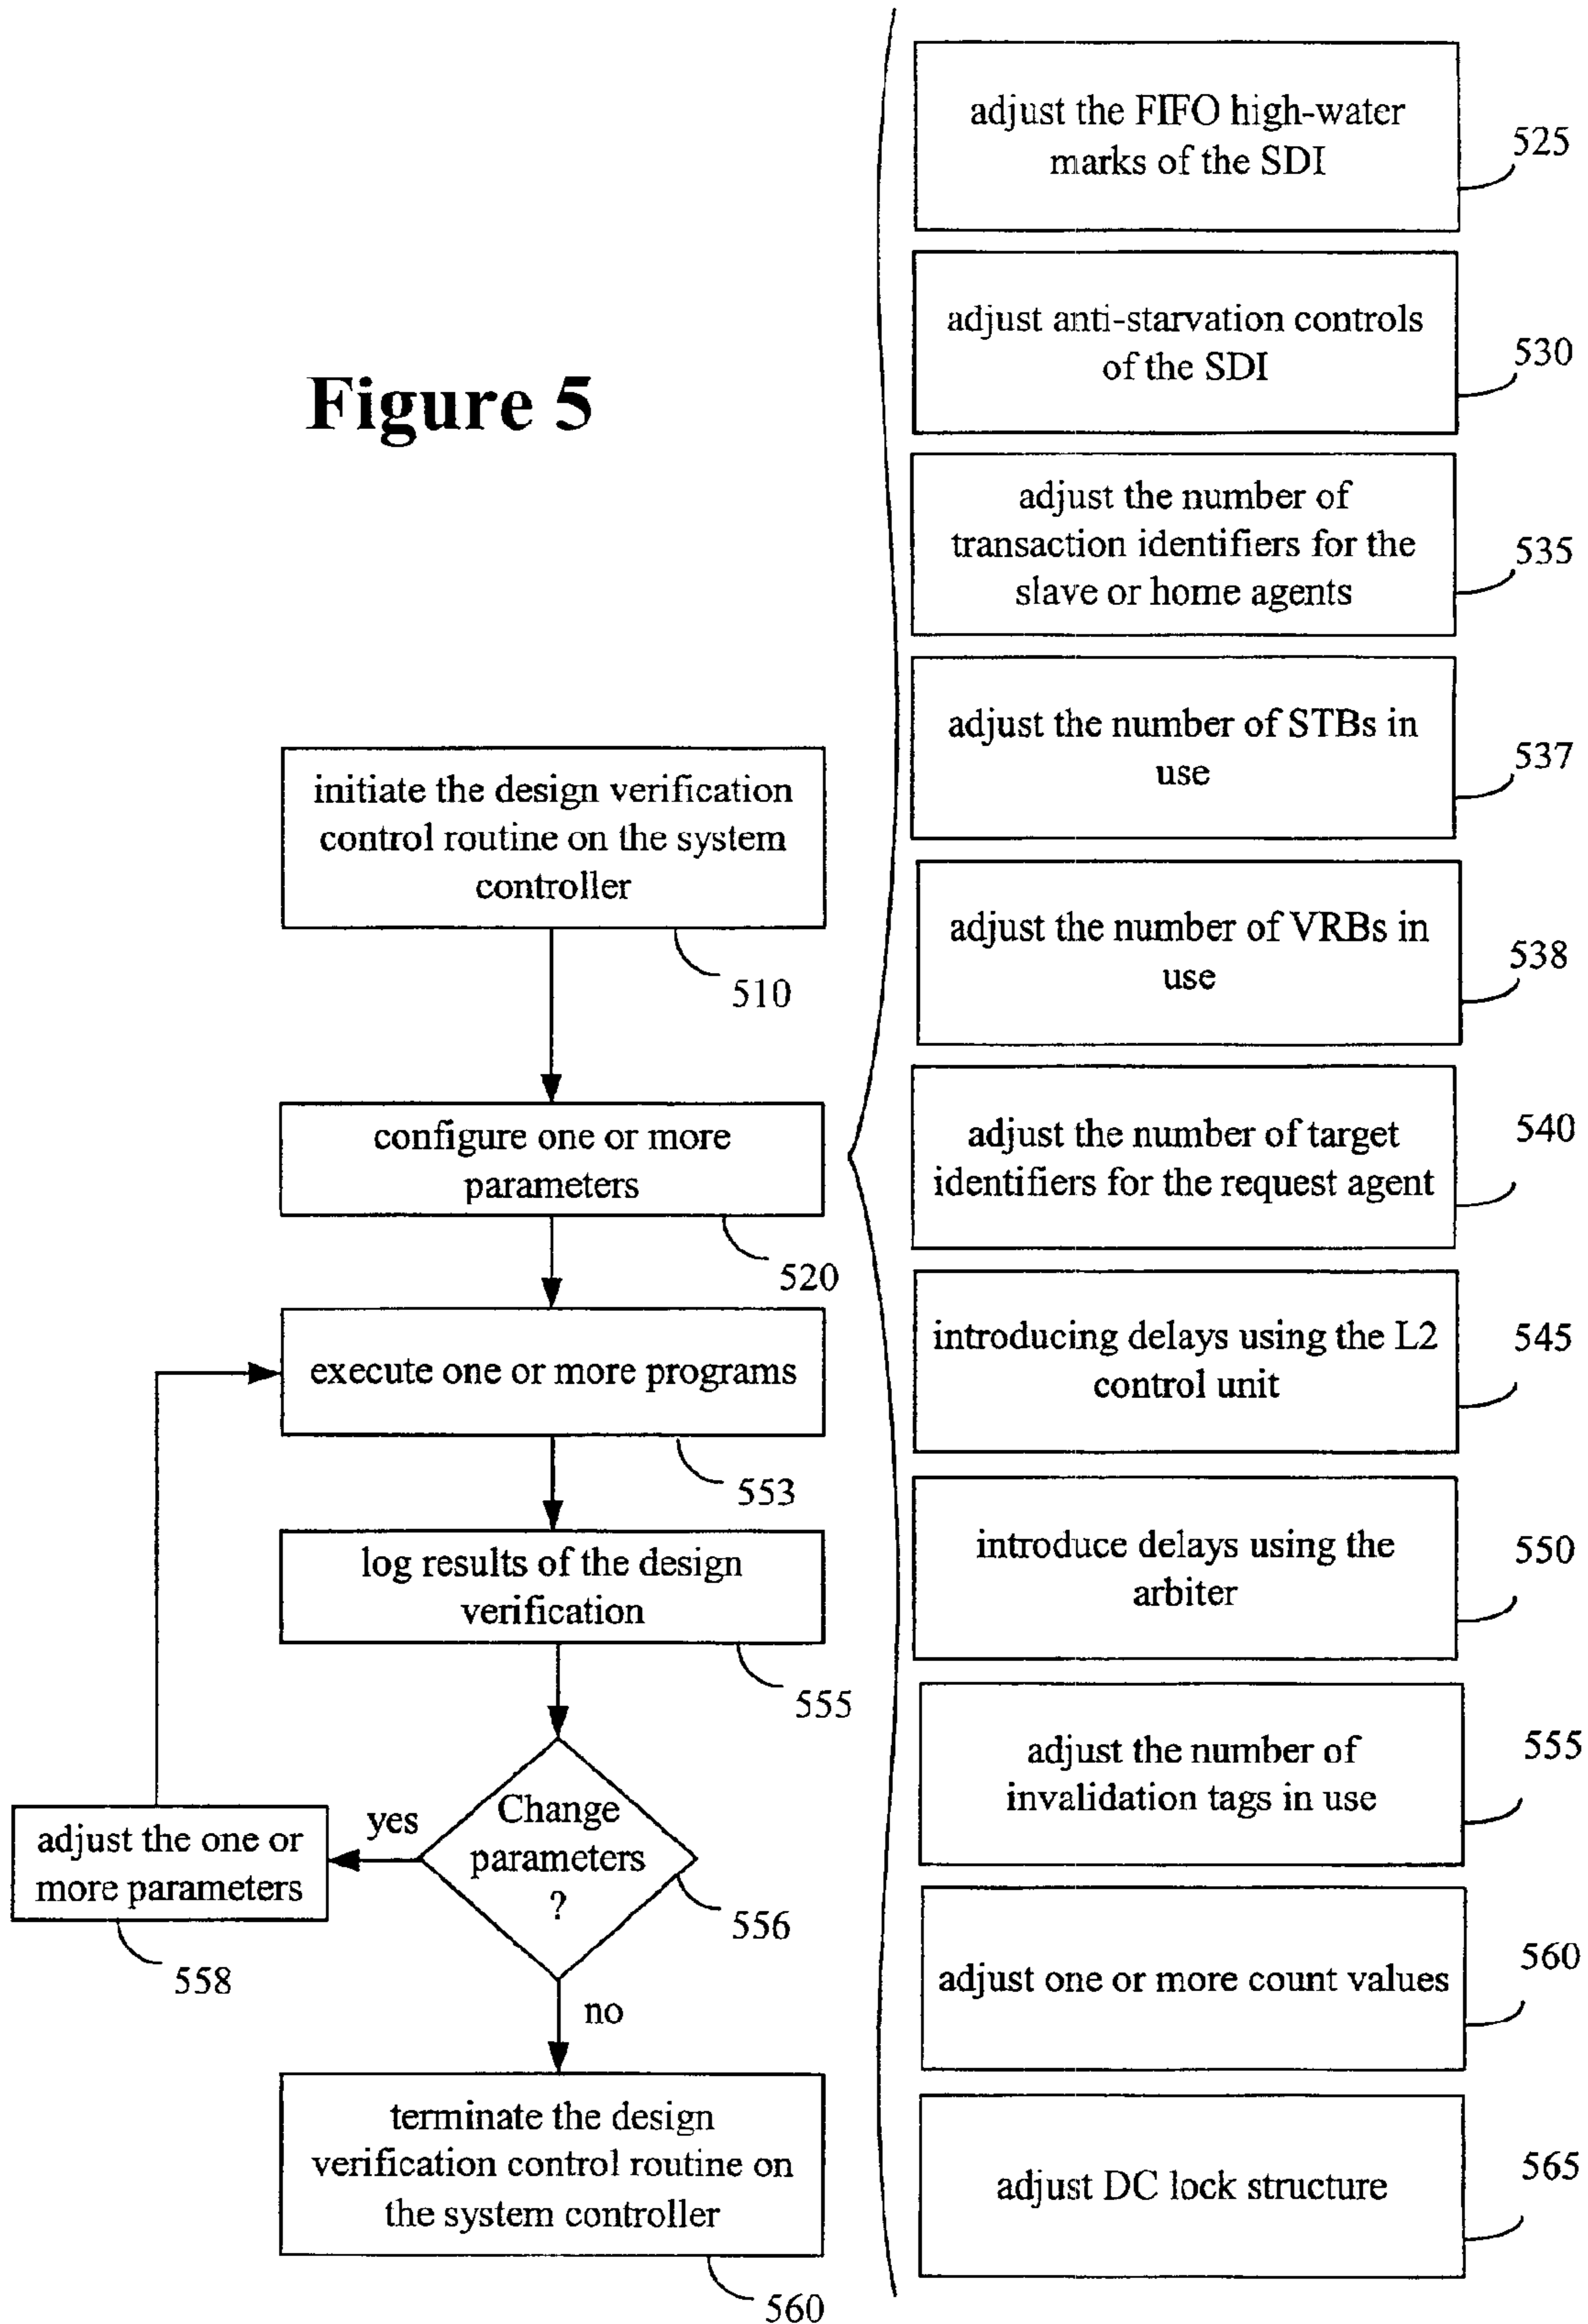 Figure 5
initiate the design verification
control routine on the system
controller
510
configure one or more
parameters
520
execute one or more programs
553
log results of the design
verification
555
Change
parameters
?
556
yes
adjust the one or
more parameters
558
no
terminate the design
verification control routine on
the system controller
560
adjust the FIFO high-water
marks of the SDI
525
adjust anti-starvation controls
of the SDI
530
adjust the number of
transaction identifiers for the
slave or home agents
535
adjust the number of STBs in
use
537
adjust the number of VRBs in
use
538
adjust the number of target
identifiers for the request agent
540
introducing delays using the L2
control unit
545
introduce delays using the
arbiter
550
adjust the number of
invalidation tags in use
555
adjust one or more count values
560
adjust DC lock structure
565